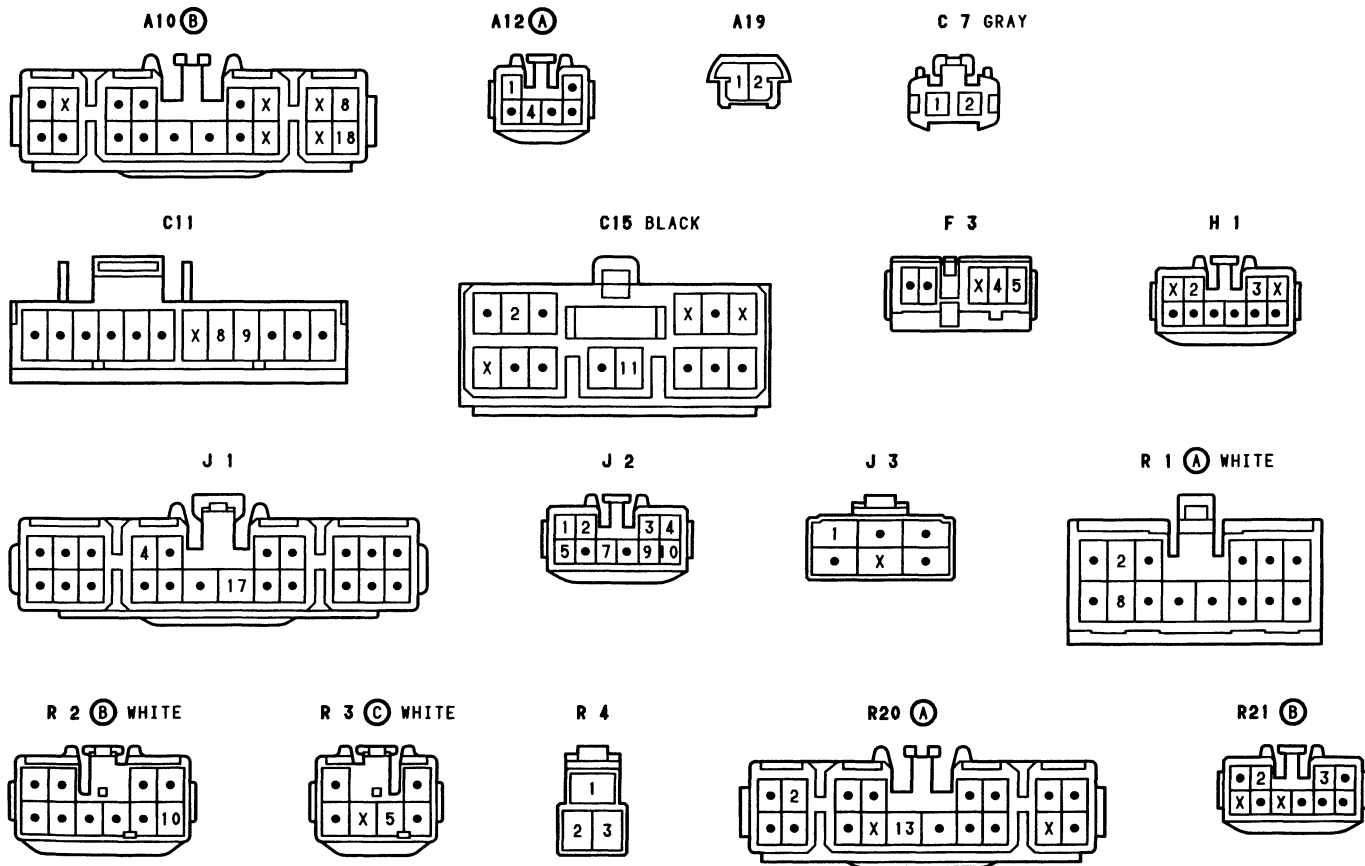 A10 B A12 A A19 C 7 GRAY
X X X 8
X X 18
1
4
1 2
1 2
C11 C15 BLACK F 3 H 1
X 8 9
2 X X
X 11
X 4 5
X 2 3 X
J 1 J 2 J 3 R 1 A WHITE
4
17
1 2 3 4
5 7 9 10
1
X
2
8
R 2 B WHITE R 3 C WHITE R 4 R20 A R21 B
10
X 5
1
2 3
2
X 13 X
2 3
X X